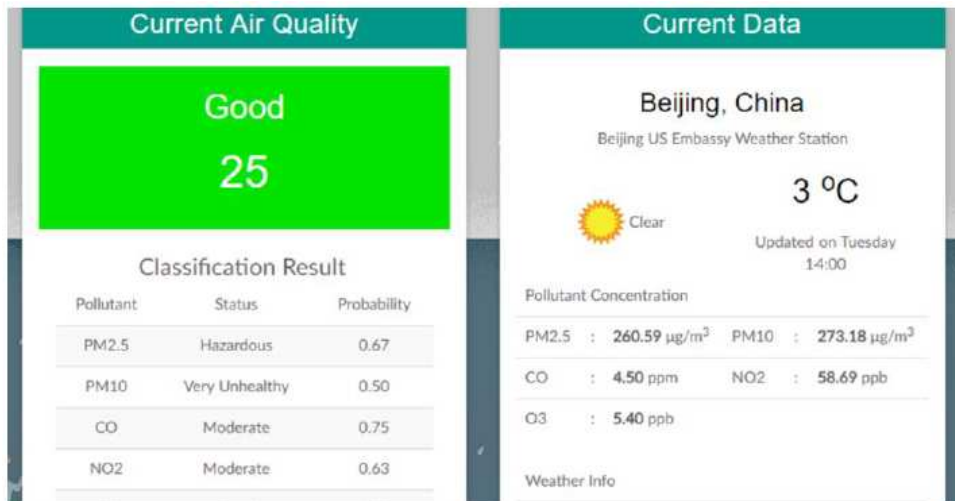 Current Air Quality
Good
25
Classification Result
Pollutant Status Probability
PM2.5 Hazardous 0.67
PM10 Very Unhealthy 0.50
CO Moderate 0.75
NO2 Moderate 0.63
Current Data
Beijing, China
Beijing US Embassy Weather Station
3 ºC
Clear
Updated on Tuesday
14:00
Pollutant Concentration
PM2.5 : 260.59 µg/m³ PM10 : 273.18 µg/m³
CO : 4.50 ppm NO2 : 58.69 ppb
O3 : 5.40 ppb
Weather Info